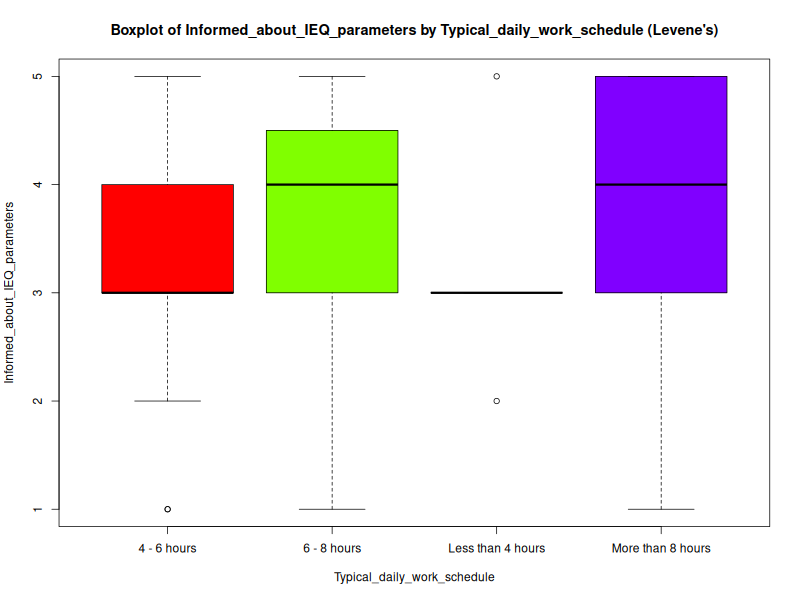 Boxplot of Informed_about_IEQ_parameters by Typical_daily_work_schedule (Levene's)
Informed_about_IEQ_parameters
5
4
3
2
1
4 - 6 hours
6 - 8 hours
Less than 4 hours
More than 8 hours
Typical_daily_work_schedule